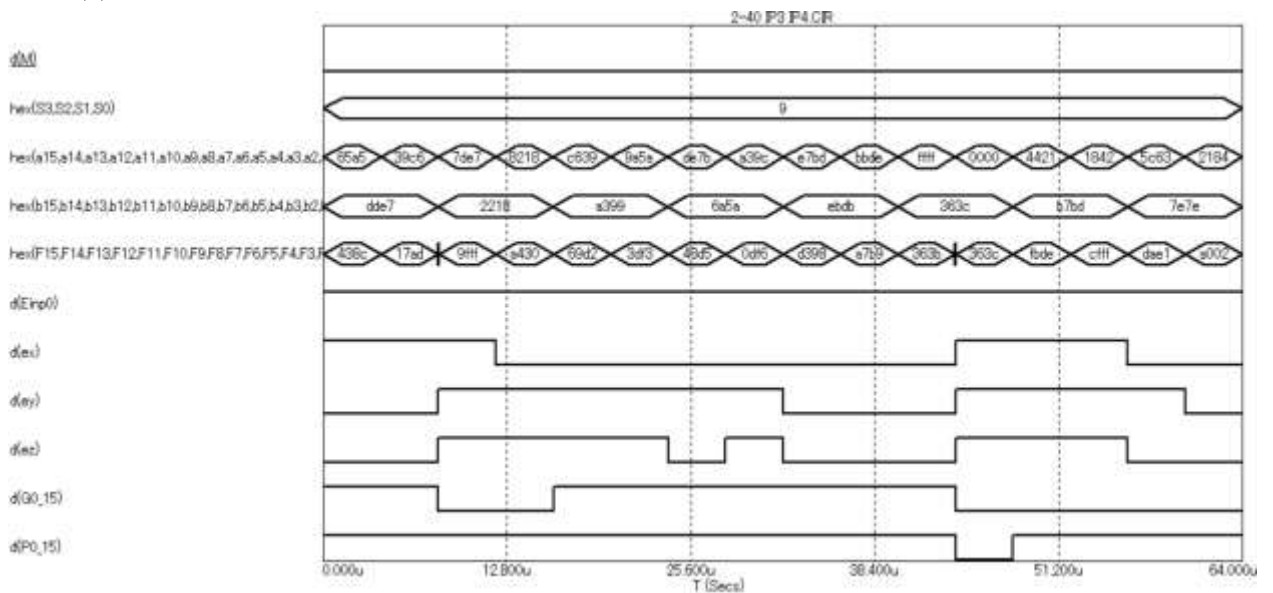 2-40 IP3 IP4.CIR
d(M)
hex(S3,S2,S1,S0) 9
hex(a15,a14,a13,a12,a11,a10,a9,a8,a7,a6,a5,a4,a3,a2, 65a5 39c6 7de7 8218 c639 9a5a de7b a39c e7bd bbde ffff 0000 4421 1842 5c63 2184
hex(b15,b14,b13,b12,b11,b10,b9,b8,b7,b6,b5,b4,b3,b2, dde7 2218 a399 6a5a ebdb 363c b7bd 7e7e
hex(F15,F14,F13,F12,F11,F10,F9,F8,F7,F6,F5,F4,F3,F 438c 17ad 9fff a430 69d2 3df3 48d5 0df6 d398 a7b9 363b 363c fbde cfff dae1 a002
d(Einp0)
d(ex)
d(ey)
d(ez)
d(G0_15)
d(P0_15)
0.000u 12.800u 25.600u 38.400u 51.200u 64.000u
T (Secs)